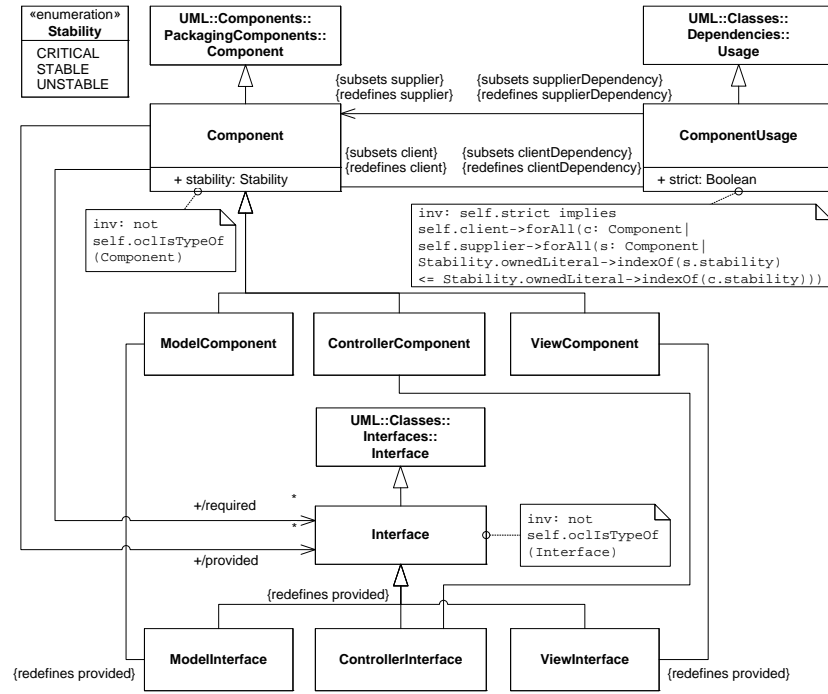 «enumeration»
Stability
CRITICAL
STABLE
UNSTABLE
UML::Components::
PackagingComponents::
Component
UML::Classes::
Dependencies::
Usage
{subsets supplier}
{redefines supplier}
{subsets supplierDependency}
{redefines supplierDependency}
Component
+ stability: Stability
ComponentUsage
+ strict: Boolean
{subsets client}
{redefines client}
{subsets clientDependency}
{redefines clientDependency}
inv: not
self.oclIsTypeOf
(Component)
inv: self.strict implies
self.client->forAll(c: Component|
self.supplier->forAll(s: Component|
Stability.ownedLiteral->indexOf(s.stability)
<= Stability.ownedLiteral->indexOf(c.stability)))
ModelComponent
ControllerComponent
ViewComponent
UML::Classes::
Interfaces::
Interface
+/required
*
*
+/provided
Interface
inv: not
self.oclIsTypeOf
(Interface)
{redefines provided}
ModelInterface
ControllerInterface
ViewInterface
{redefines provided}
{redefines provided}